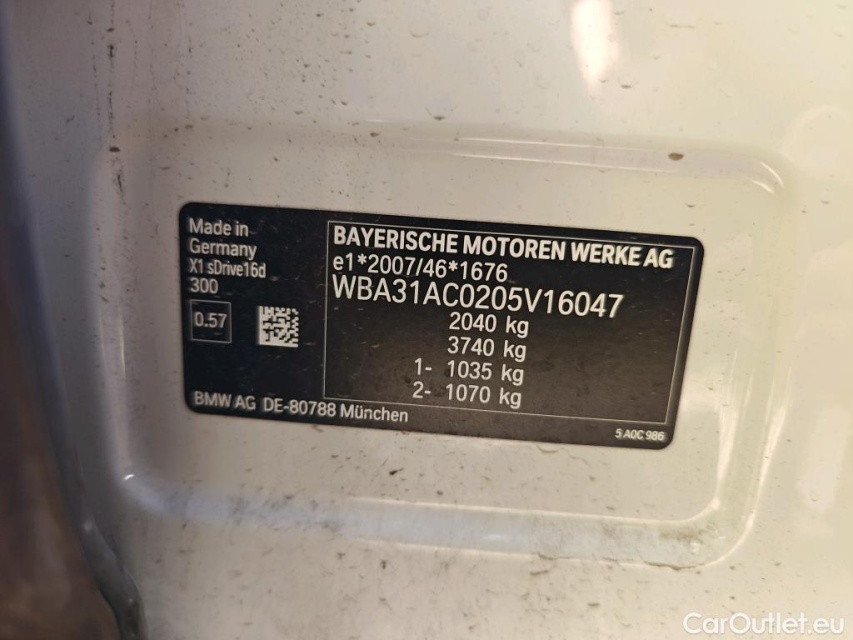 Made in
Germany
X1 sDrive16d
300
0.57
BAYERISCHE MOTOREN WERKE AG
e1*2007/46*1676
WBA31AC0205V16047
2040 kg
3740 kg
1- 1035 kg
2- 1070 kg
BMW AG DE-80788 München
5 A0C 986
CarOutlet.eu